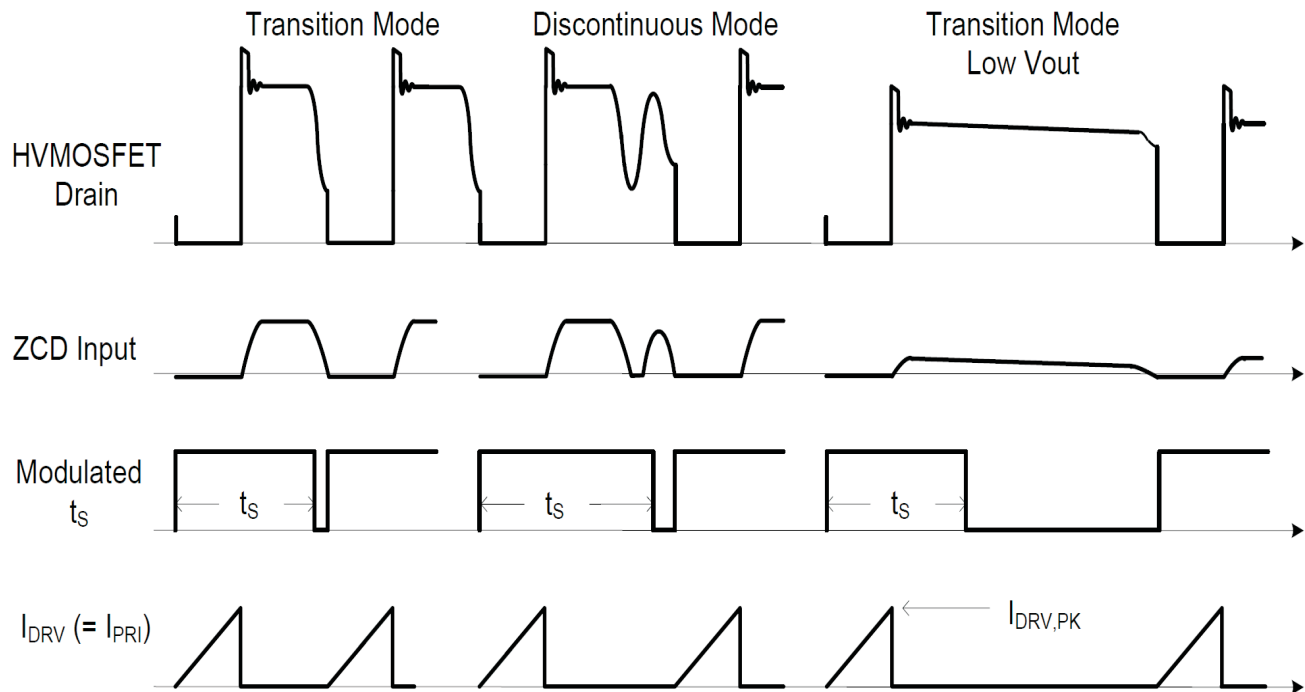 Transition Mode
Discontinuous Mode
Transition Mode
Low Vout
HVMOSFET
Drain
ZCD Input
Modulated
tS
tS
tS
tS
IDRV (= IPRI)
IDRV,PK